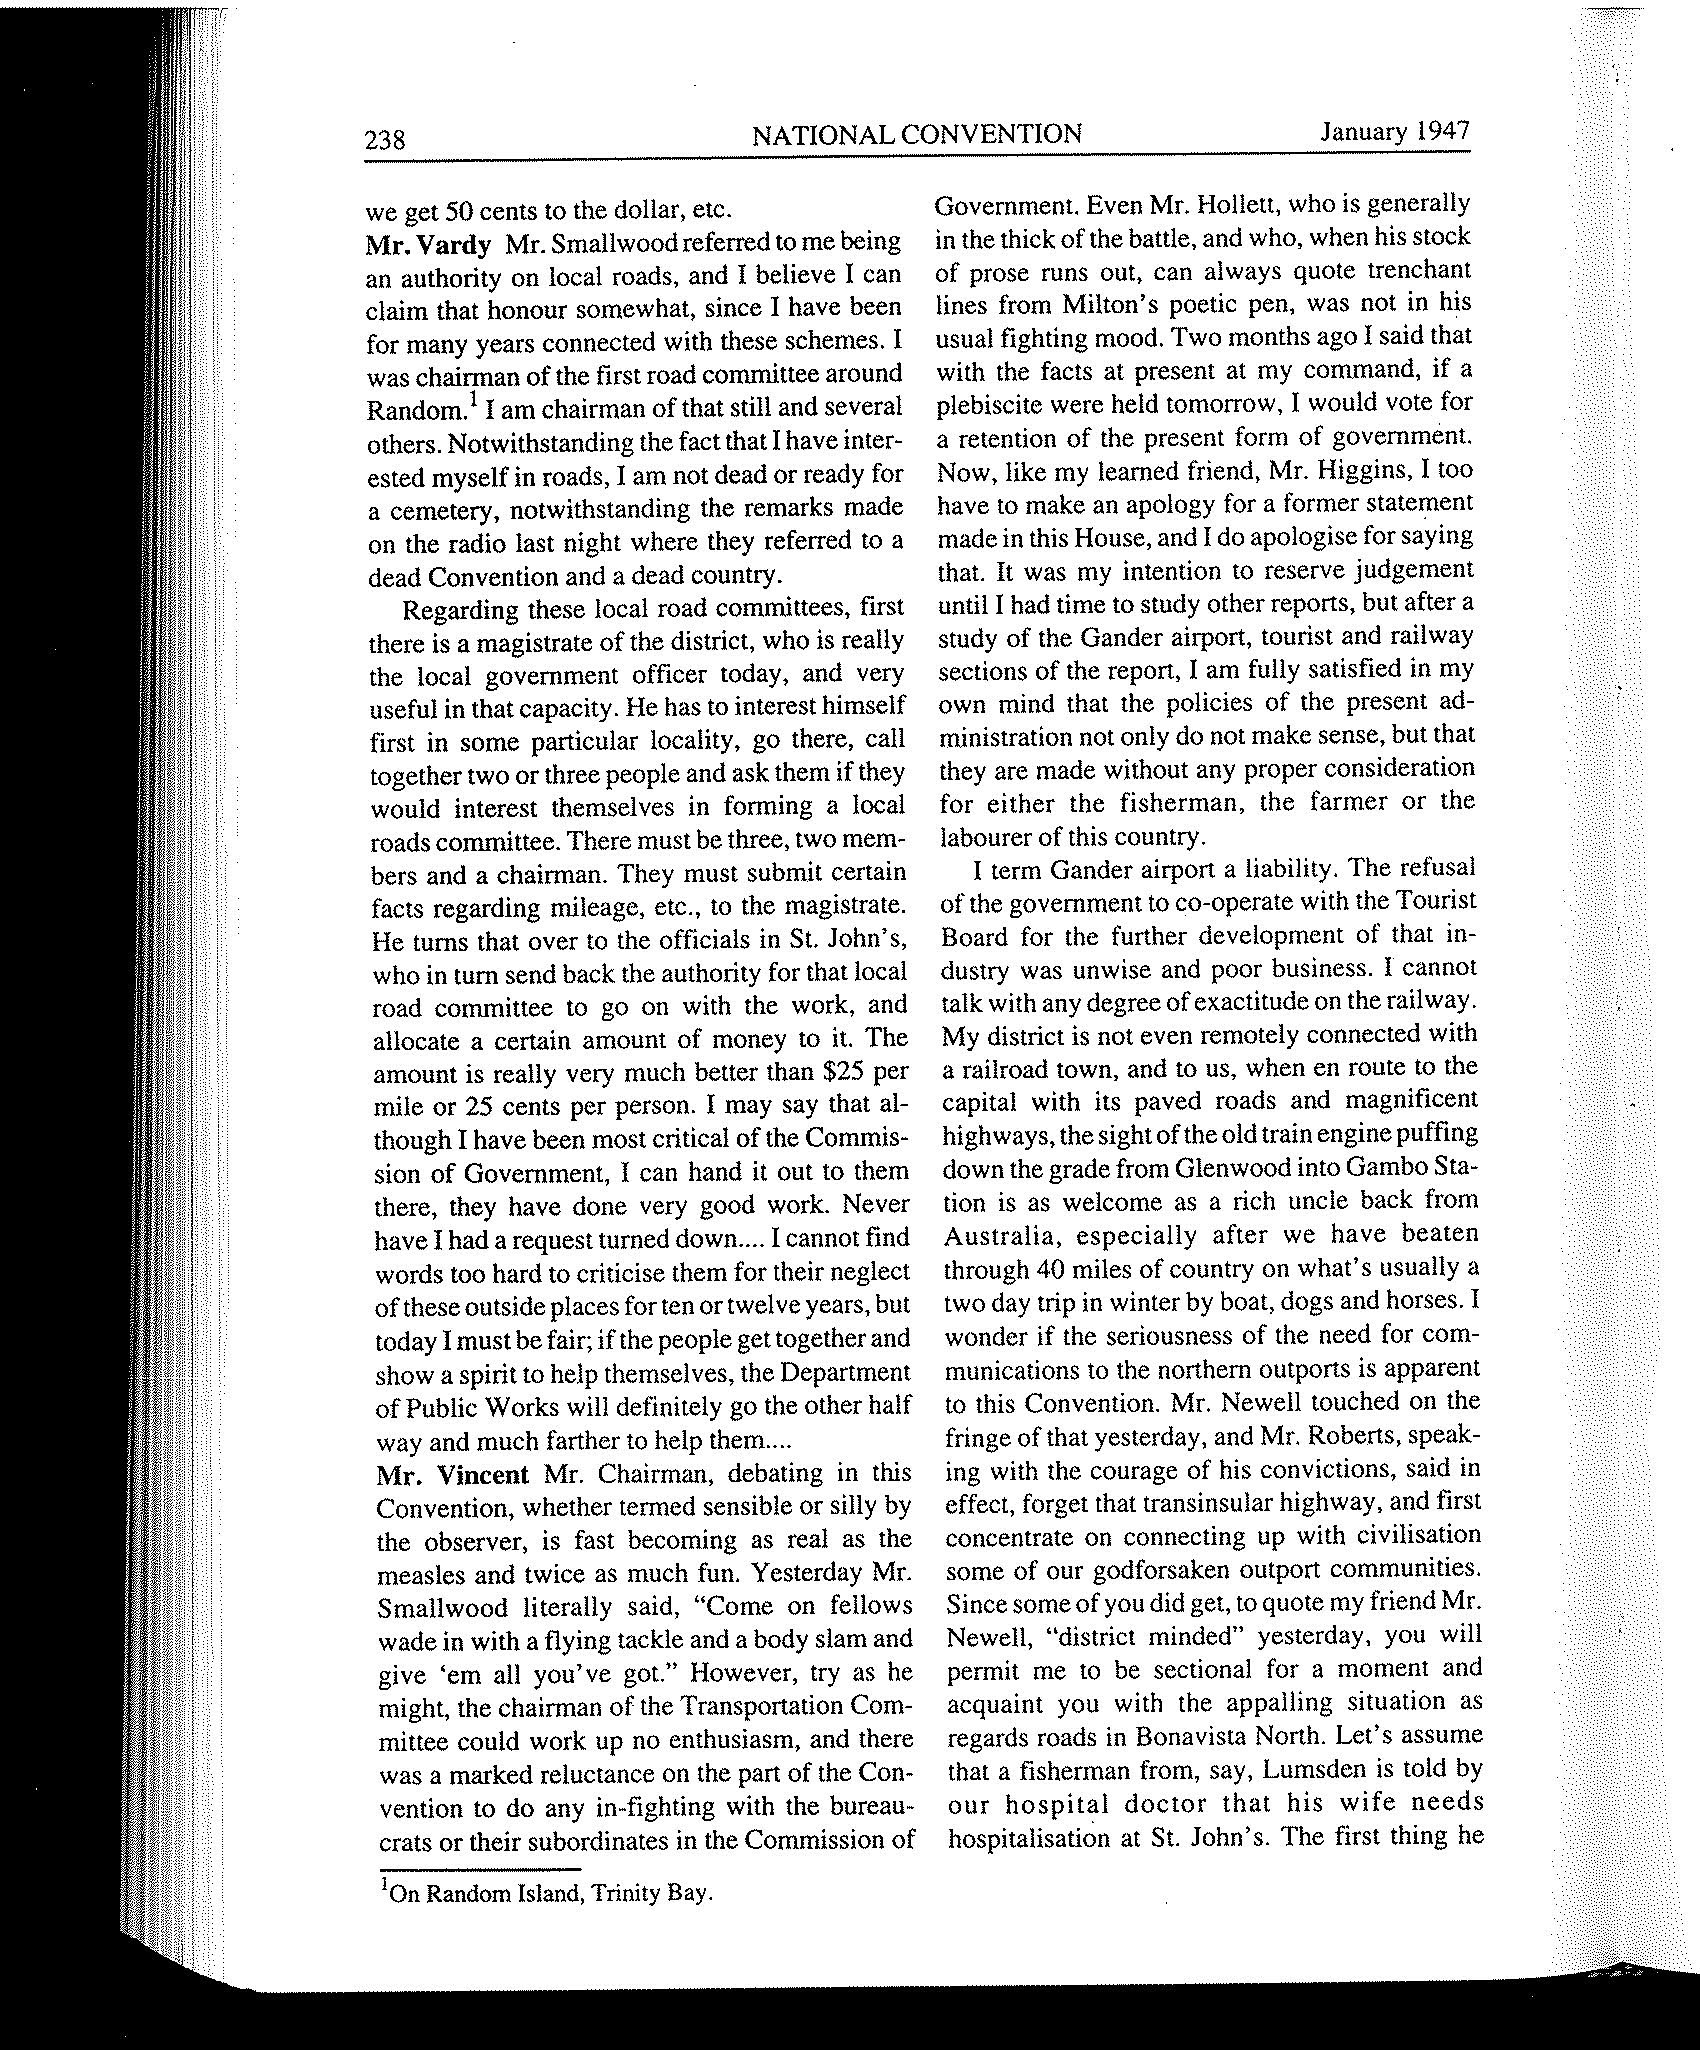 238
NATIONAL CONVENTION
January 1947
we get 50 cents to the dollar, etc.
Mr. Vardy Mr. Smallwood referred to me being
an authority on local roads, and I believe I can
claim that honour somewhat, since I have been
for many years connected with these schemes. I
was chairman of the first road committee around
Random.¹ I am chairman of that still and several
others. Notwithstanding the fact that I have inter-
ested myself in roads, I am not dead or ready for
a cemetery, notwithstanding the remarks made
on the radio last night where they referred to a
dead Convention and a dead country.
Regarding these local road committees, first
there is a magistrate of the district, who is really
the local government officer today, and very
useful in that capacity. He has to interest himself
first in some particular locality, go there, call
together two or three people and ask them if they
would interest themselves in forming a local
roads committee. There must be three, two mem-
bers and a chairman. They must submit certain
facts regarding mileage, etc., to the magistrate.
He turns that over to the officials in St. John's,
who in turn send back the authority for that local
road committee to go on with the work, and
allocate a certain amount of money to it. The
amount is really very much better than $25 per
mile or 25 cents per person. I may say that al-
though I have been most critical of the Commis-
sion of Government, I can hand it out to them
there, they have done very good work. Never
have I had a request turned down.... I cannot find
words too hard to criticise them for their neglect
of these outside places for ten or twelve years, but
today I must be fair; if the people get together and
show a spirit to help themselves, the Department
of Public Works will definitely go the other half
way and much farther to help them....
Mr. Vincent Mr. Chairman, debating in this
Convention, whether termed sensible or silly by
the observer, is fast becoming as real as the
measles and twice as much fun. Yesterday Mr.
Smallwood literally said, "Come on fellows
wade in with a flying tackle and a body slam and
give 'em all you've got." However, try as he
might, the chairman of the Transportation Com-
mittee could work up no enthusiasm, and there
was a marked reluctance on the part of the Con-
vention to do any in-fighting with the bureau-
crats or their subordinates in the Commission of
¹On Random Island, Trinity Bay.
Government. Even Mr. Hollett, who is generally
in the thick of the battle, and who, when his stock
of prose runs out, can always quote trenchant
lines from Milton's poetic pen, was not in his
usual fighting mood. Two months ago I said that
with the facts at present at my command, if a
plebiscite were held tomorrow, I would vote for
a retention of the present form of government.
Now, like my learned friend, Mr. Higgins, I too
have to make an apology for a former statement
made in this House, and I do apologise for saying
that. It was my intention to reserve judgement
until I had time to study other reports, but after a
study of the Gander airport, tourist and railway
sections of the report, I am fully satisfied in my
own mind that the policies of the present ad-
ministration not only do not make sense, but that
they are made without any proper consideration
for either the fisherman, the farmer or the
labourer of this country.
I term Gander airport a liability. The refusal
of the government to co-operate with the Tourist
Board for the further development of that in-
dustry was unwise and poor business. I cannot
talk with any degree of exactitude on the railway.
My district is not even remotely connected with
a railroad town, and to us, when en route to the
capital with its paved roads and magnificent
highways, the sight of the old train engine puffing
down the grade from Glenwood into Gambo Sta-
tion is as welcome as a rich uncle back from
Australia, especially after we have beaten
through 40 miles of country on what's usually a
two day trip in winter by boat, dogs and horses. I
wonder if the seriousness of the need for com-
munications to the northern outports is apparent
to this Convention. Mr. Newell touched on the
fringe of that yesterday, and Mr. Roberts, speak-
ing with the courage of his convictions, said in
effect, forget that transinsular highway, and first
concentrate on connecting up with civilisation
some of our godforsaken outport communities.
Since some of you did get, to quote my friend Mr.
Newell, "district minded" yesterday, you will
permit me to be sectional for a moment and
acquaint you with the appalling situation as
regards roads in Bonavista North. Let's assume
that a fisherman from, say, Lumsden is told by
our hospital doctor that his wife needs
hospitalisation at St. John's. The first thing he